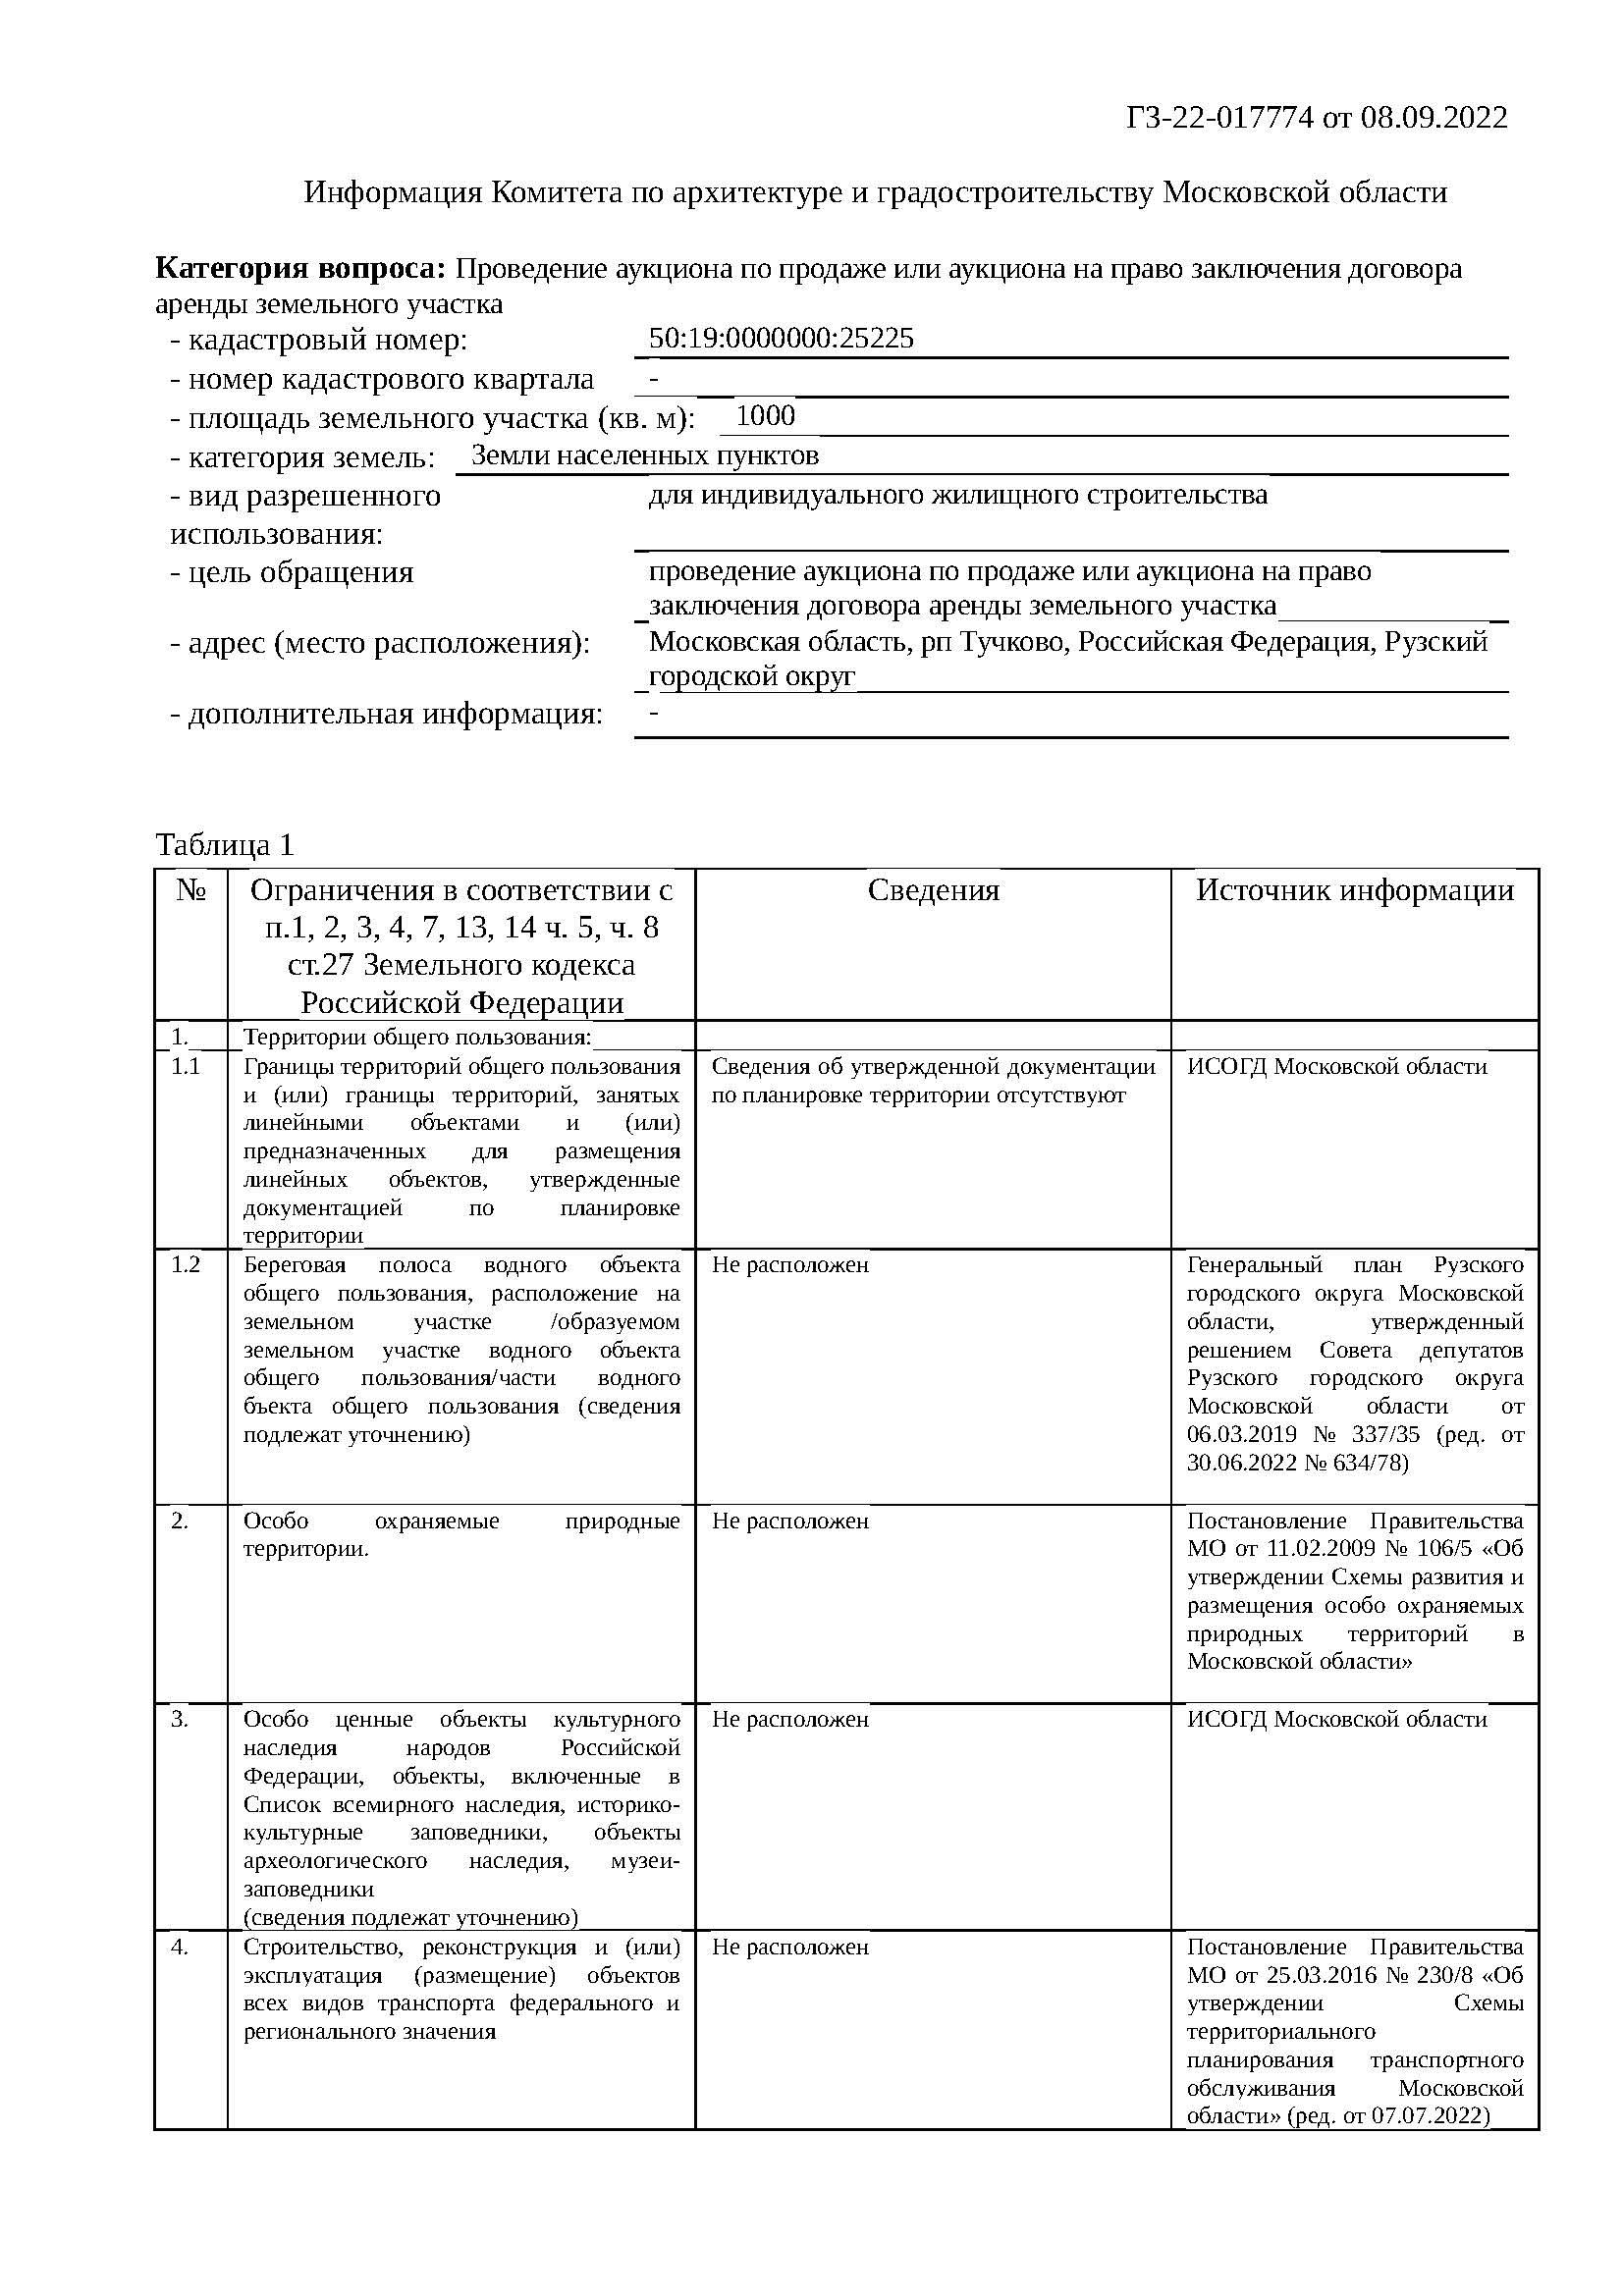 ГЗ-22-017774 от 08.09.2022
Информация Комитета по архитектуре и градостроительству Московской области
Категория вопроса: Проведение аукциона по продаже или аукциона на право заключения договора
аренды земельного участка
- кадастровый номер: 50:19:0000000:25225
- номер кадастрового квартала -
- площадь земельного участка (кв. м): 1000
- категория земель: Земли населенных пунктов
- вид разрешенного для индивидуального жилищного строительства
использования:
- цель обращения проведение аукциона по продаже или аукциона на право
заключения договора аренды земельного участка
- адрес (место расположения): Московская область, рп Тучково, Российская Федерация, Рузский
городской округ
- дополнительная информация: -
Таблица 1
№
Ограничения в соответствии с
п.1, 2, 3, 4, 7, 13, 14 ч. 5, ч. 8
ст.27 Земельного кодекса
Российской Федерации
Сведения
Источник информации
1.
Территории общего пользования:
1.1
Границы территорий общего пользования
и (или) границы территорий, занятых
линейными объектами и (или)
предназначенных для размещения
линейных объектов, утвержденные
документацией по планировке
территории
Сведения об утвержденной документации
по планировке территории отсутствуют
ИСОГД Московской области
1.2
Береговая полоса водного объекта
общего пользования, расположение на
земельном участке /образуемом
земельном участке водного объекта
общего пользования/части водного
бъекта общего пользования (сведения
подлежат уточнению)
Не расположен
Генеральный план Рузского
городского округа Московской
области, утвержденный
решением Совета депутатов
Рузского городского округа
Московской области от
06.03.2019 № 337/35 (ред. от
30.06.2022 № 634/78)
2.
Особо охраняемые природные
территории.
Не расположен
Постановление Правительства
МО от 11.02.2009 № 106/5 «Об
утверждении Схемы развития и
размещения особо охраняемых
природных территорий в
Московской области»
3.
Особо ценные объекты культурного
наследия народов Российской
Федерации, объекты, включенные в
Список всемирного наследия, историко-
культурные заповедники, объекты
археологического наследия, музеи-
заповедники
(сведения подлежат уточнению)
Не расположен
ИСОГД Московской области
4.
Строительство, реконструкция и (или)
эксплуатация (размещение) объектов
всех видов транспорта федерального и
регионального значения
Не расположен
Постановление Правительства
МО от 25.03.2016 № 230/8 «Об
утверждении Схемы
территориального
планирования транспортного
обслуживания Московской
области» (ред. от 07.07.2022)